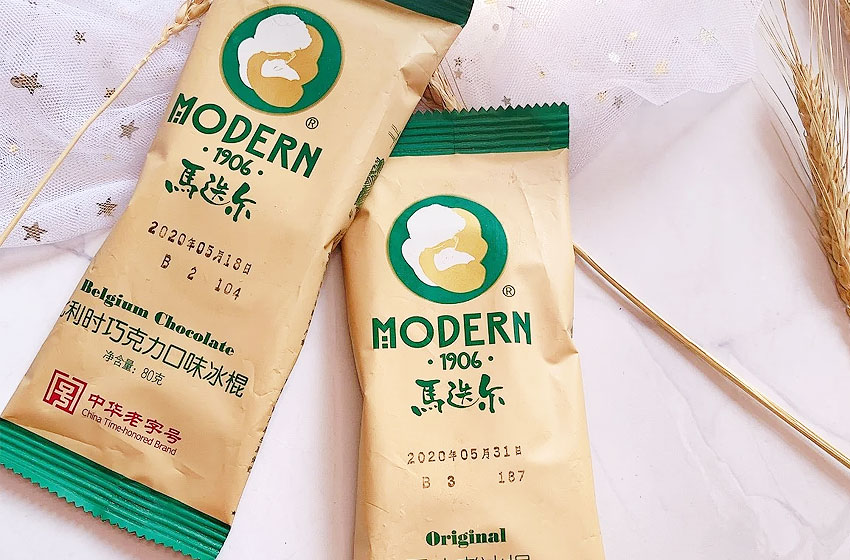 MODERN
®
·1906·
馬迭尔
2020年05月18日
B 2 104
Belgium Chocolate
利时巧克力口味冰棍
净含量: 80克
中华老字号
China Time-honored Brand
MODERN
®
·1906·
馬迭尔
2020年05月31日
B 3 187
Original